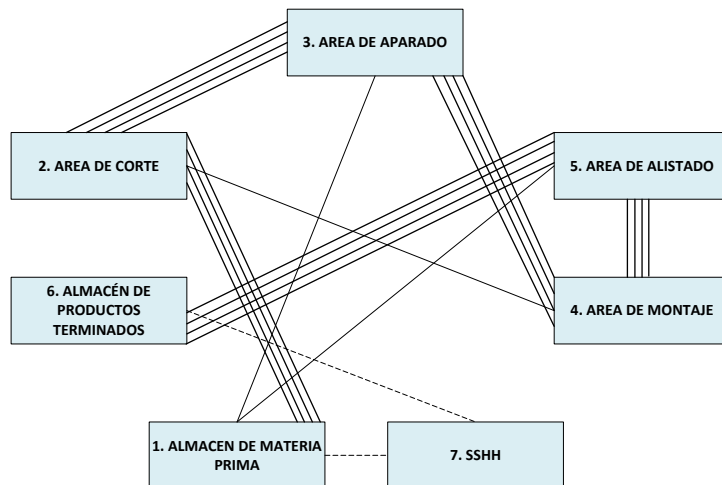 3. AREA DE APARADO
2. AREA DE CORTE
5. AREA DE ALISTADO
6. ALMACÉN DE
PRODUCTOS
TERMINADOS
4. AREA DE MONTAJE
1. ALMACEN DE MATERIA
PRIMA
7. SSHH